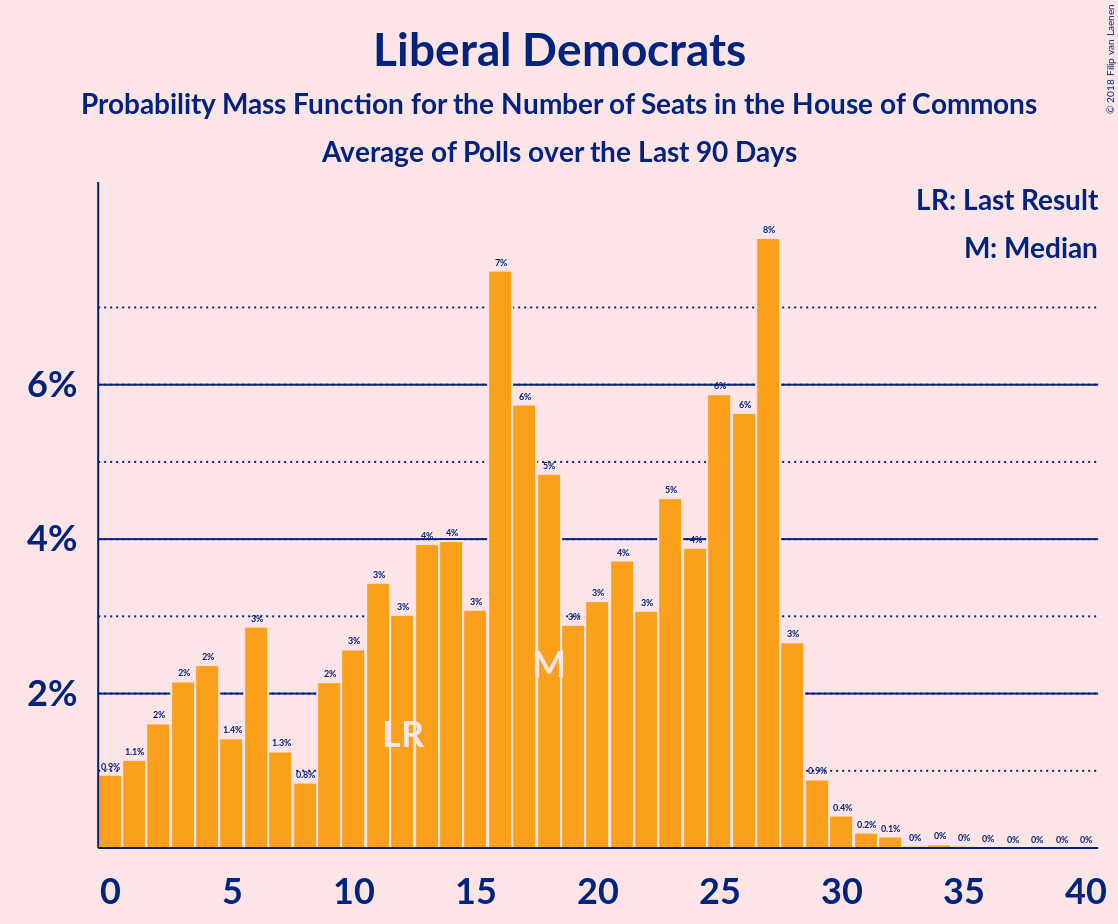 Liberal Democrats
Probability Mass Function for the Number of Seats in the House of Commons
Average of Polls over the Last 90 Days
© 2018 Filip van Laenen
LR: Last Result
M: Median
6%
4%
2%
0.9% 1.1% 2% 2% 2% 1.4% 3% 1.3% 0.8% 2% 3% 3% 3% 4% 4% 3% 7% 6% 5% 3% 3% 4% 3% 5% 4% 6% 6% 8% 3% 0.9% 0.4% 0.2% 0.1% 0% 0% 0% 0% 0% 0% 0% 0%
M
LR
0 5 10 15 20 25 30 35 40